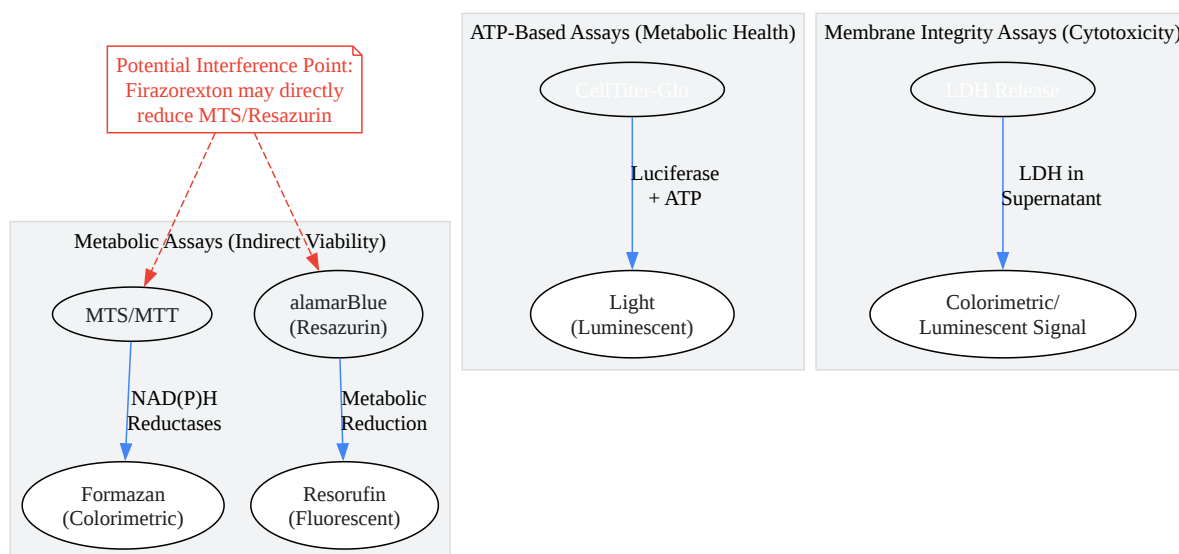 Potential Interference Point:
Firazorexton may directly
reduce MTS/Resazurin
Metabolic Assays (Indirect Viability)
MTS/MTT
alamarBlue
(Resazurin)
NAD(P)H
Reductases
Metabolic
Reduction
Formazan
(Colorimetric)
Resorufin
(Fluorescent)
ATP-Based Assays (Metabolic Health)
CellTiter-Glo
Luciferase
+ ATP
Light
(Luminescent)
Membrane Integrity Assays (Cytotoxicity)
LDH Release
LDH in
Supernatant
Colorimetric/
Luminescent Signal